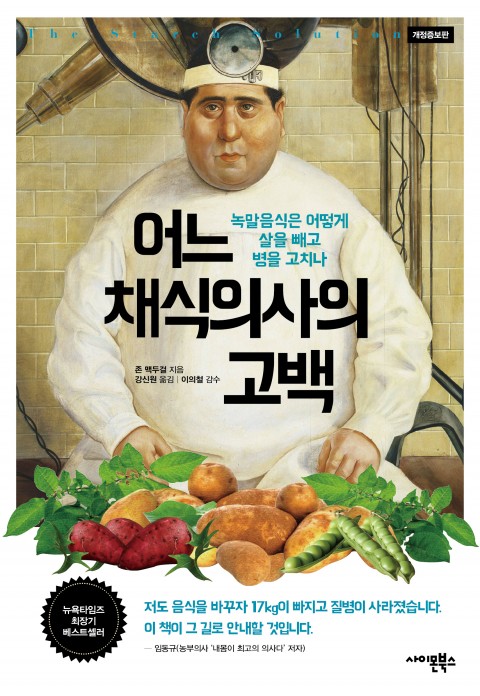 The Starch Solution
개정증보판
녹말음식은 어떻게
살을 빼고
병을 고치나
어느
채식의사의
고백
존 맥두걸 지음
강신원 옮김 | 이의철 감수
뉴욕타임즈
최장기
베스트셀러
저도 음식을 바꾸자 17kg이 빠지고 질병이 사라졌습니다.
이 책이 그 길로 안내할 것입니다.
— 임동규(농부의사 '내몸이 최고의 의사다' 저자)
사이몬북스